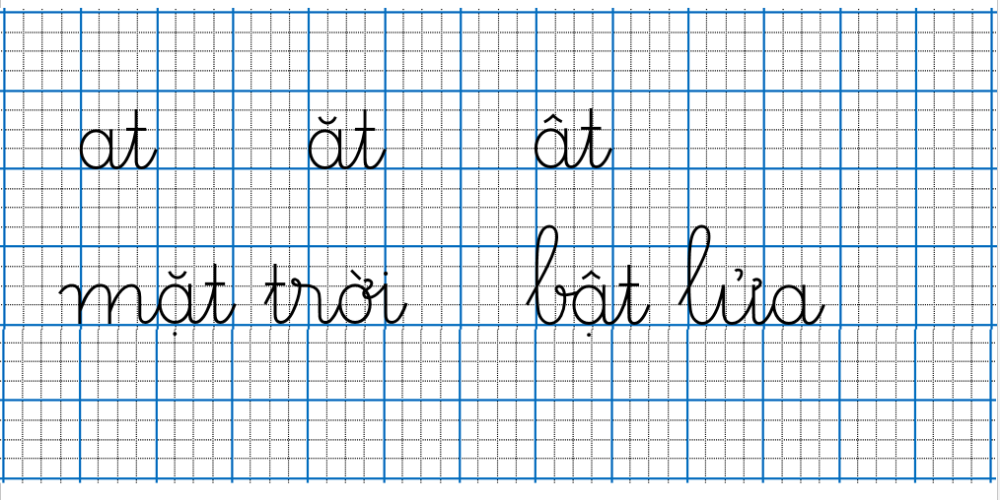 at ăt ât
mặt trời bật lửa